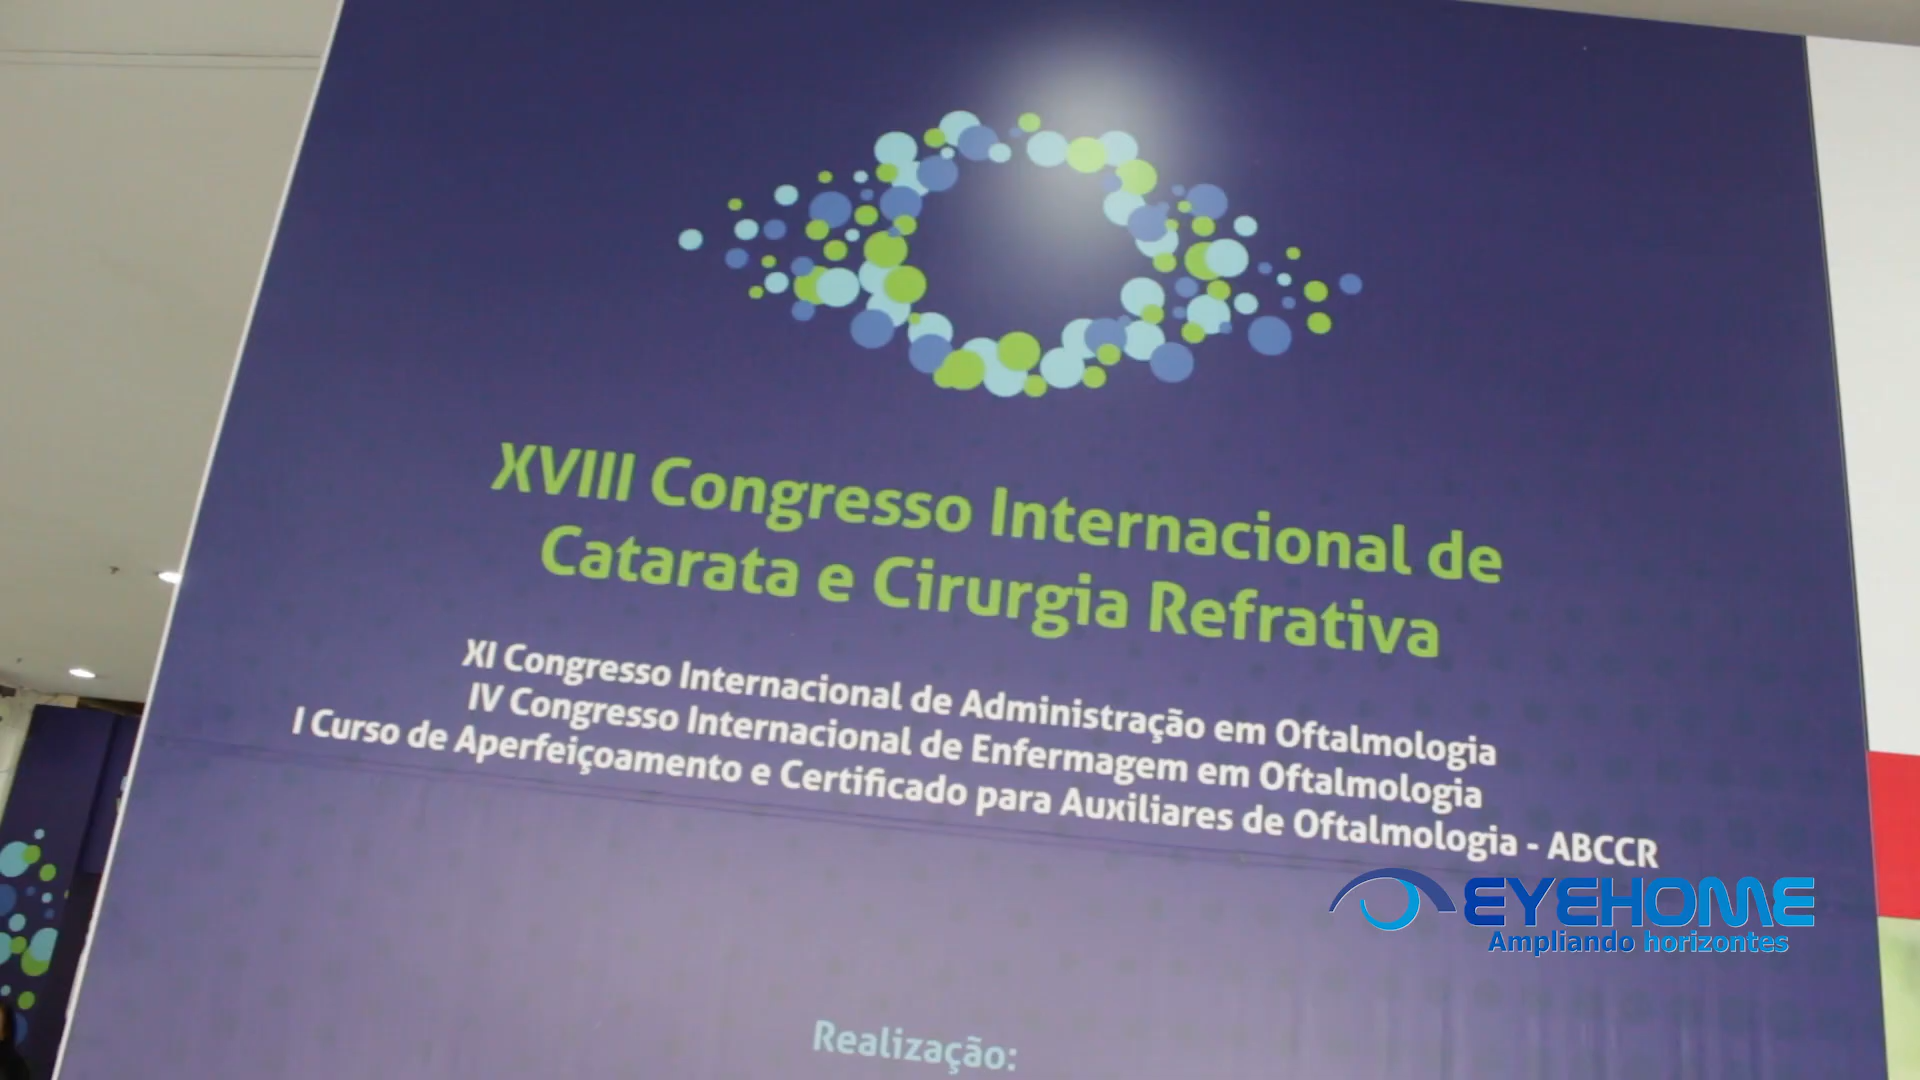 XVIII Congresso Internacional de
Catarata e Cirurgia Refrativa
XI Congresso Internacional de Administração em Oftalmologia
IV Congresso Internacional de Enfermagem em Oftalmologia
I Curso de Aperfeiçoamento e Certificado para Auxiliares de Oftalmologia - ABCCR
EYEHOME
Ampliando horizontes
Realização: